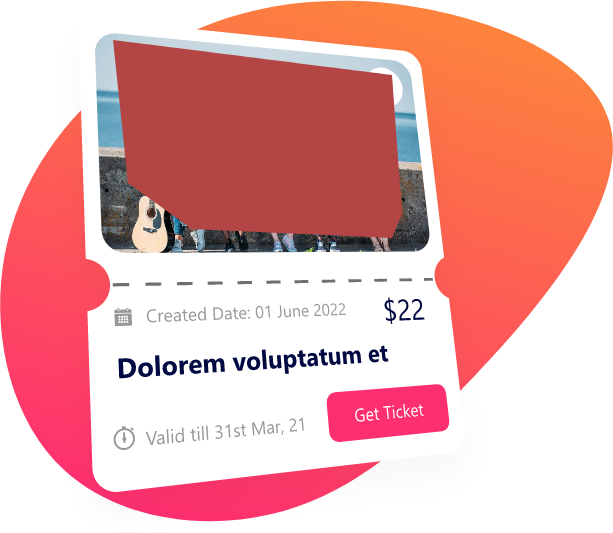 Created Date: 01 June 2022
$22
Dolorem voluptatum et
Valid till 31st Mar, 21
Get Ticket